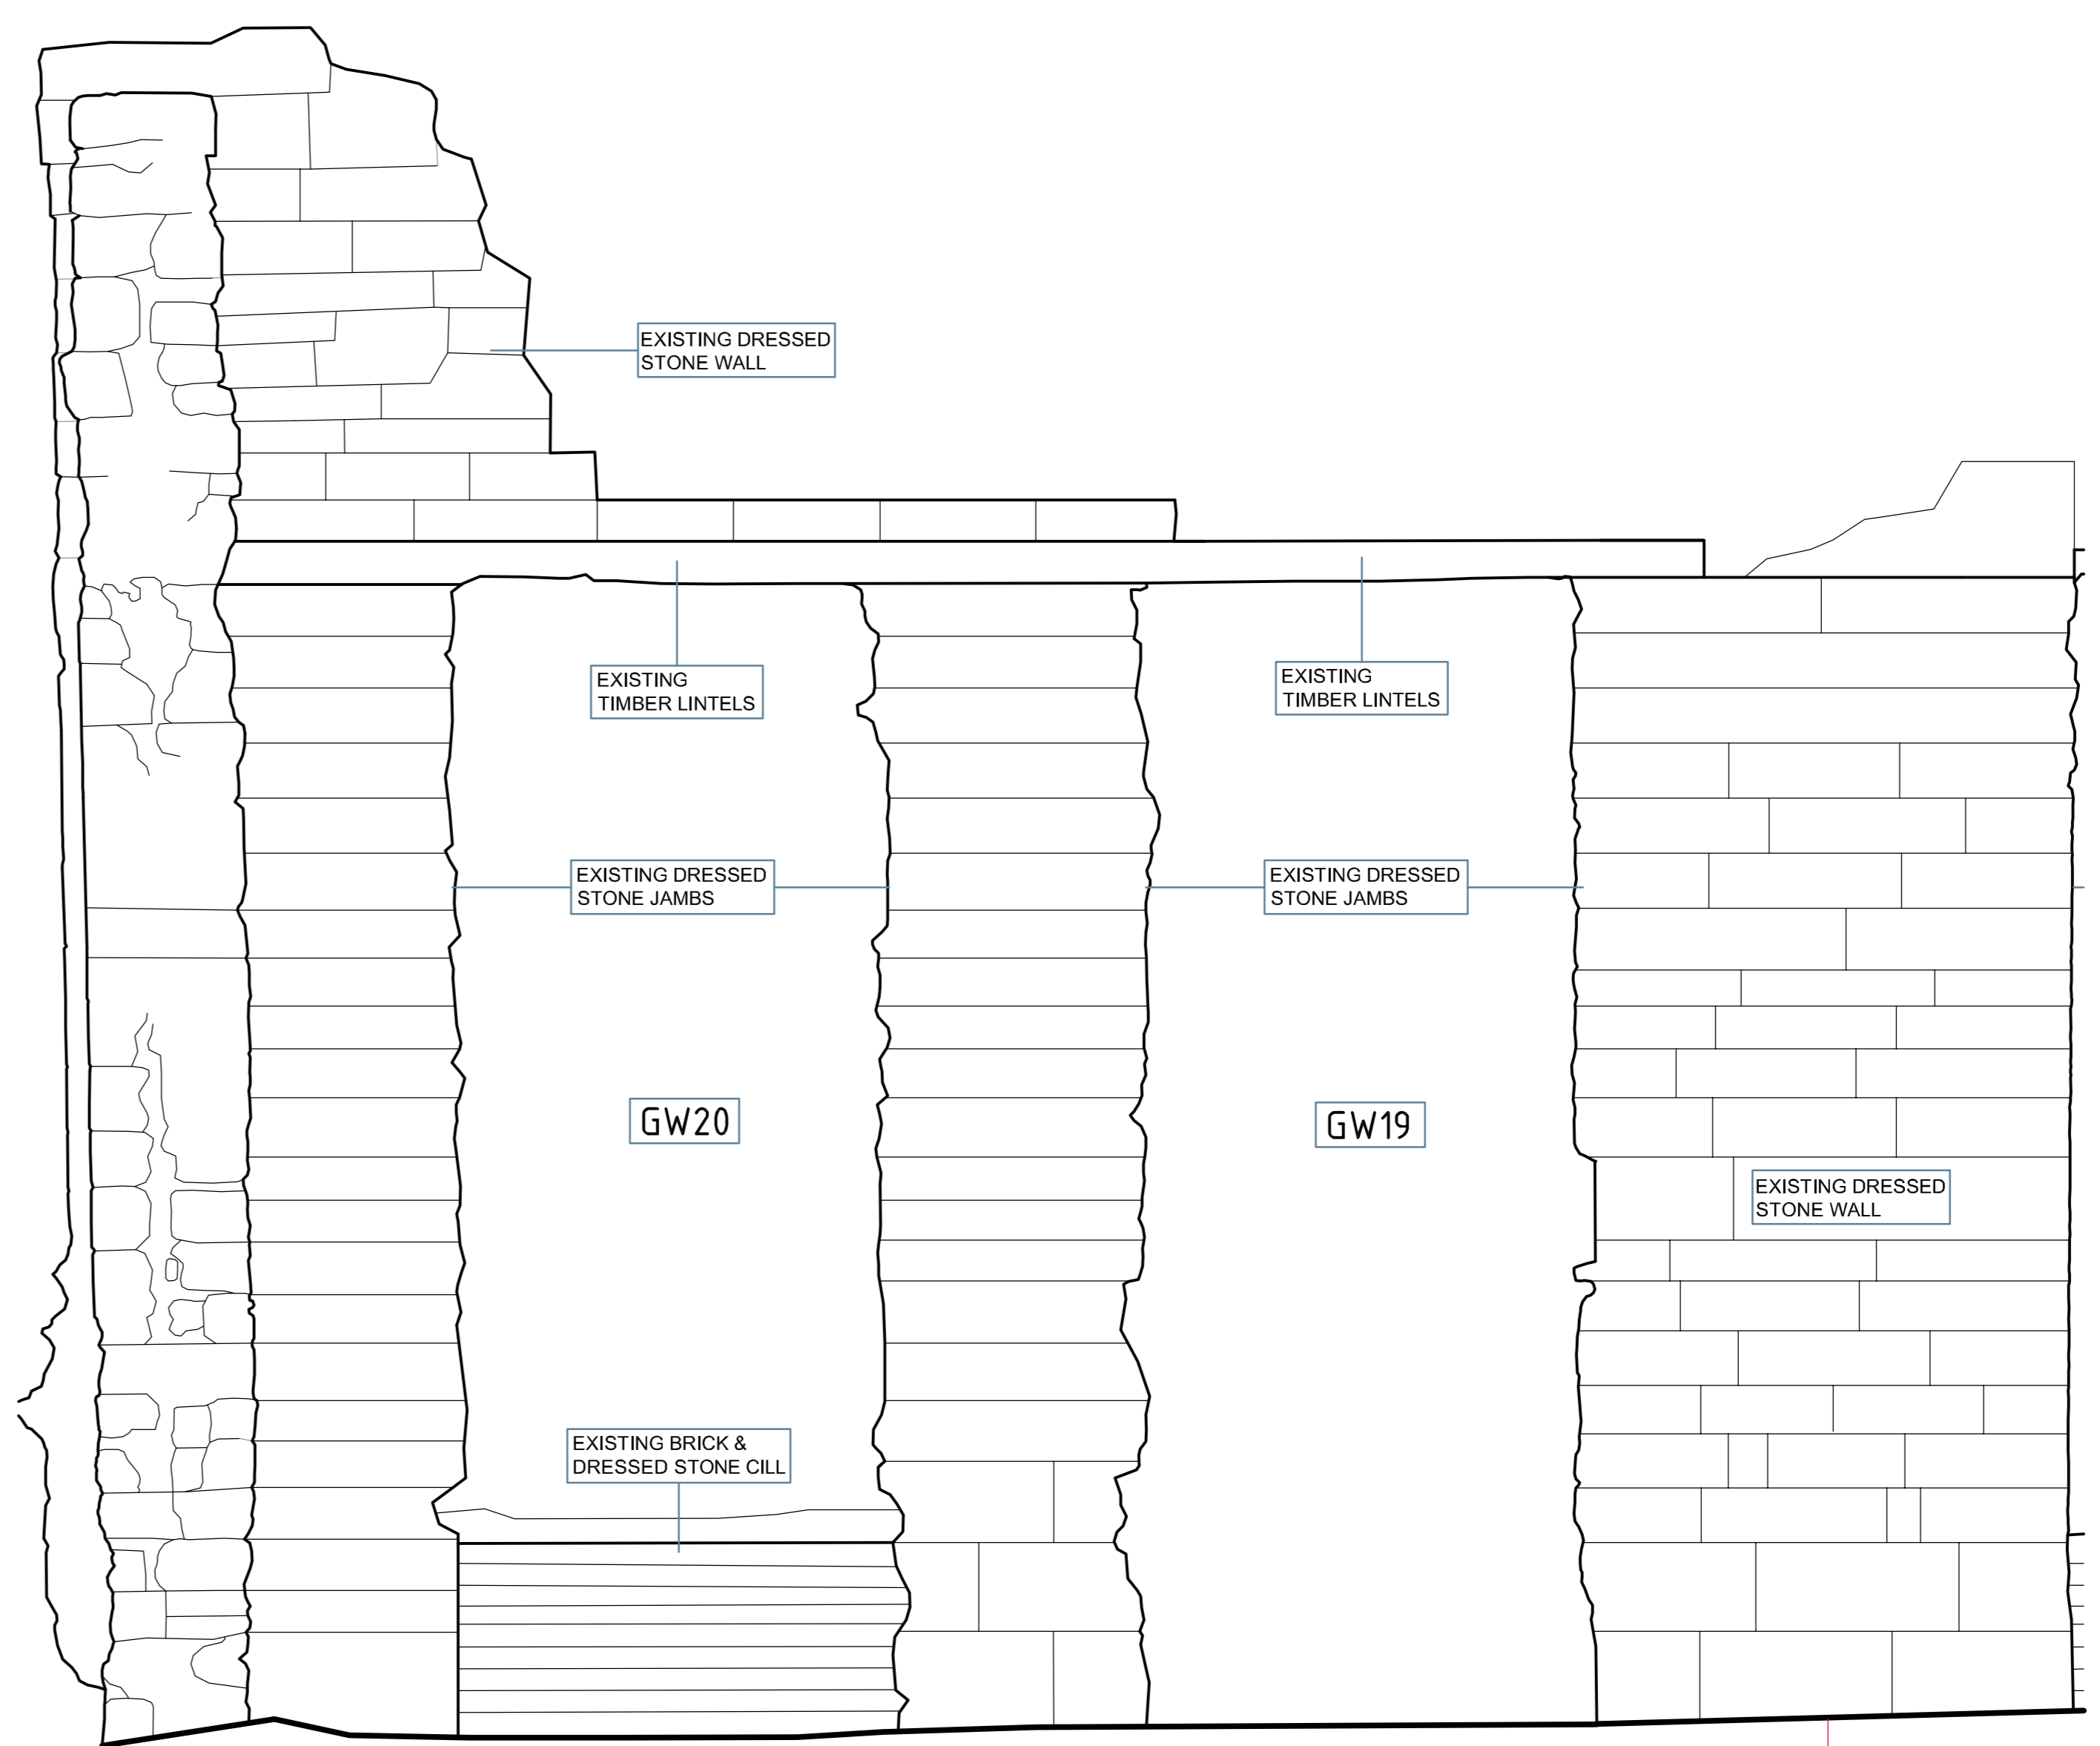 EXISTING DRESSED
STONE WALL
EXISTING
TIMBER LINTELS
EXISTING
TIMBER LINTELS
EXISTING DRESSED
STONE JAMBS
EXISTING DRESSED
STONE JAMBS
GW20
GW19
EXISTING DRESSED
STONE WALL
EXISTING BRICK &
DRESSED STONE CILL